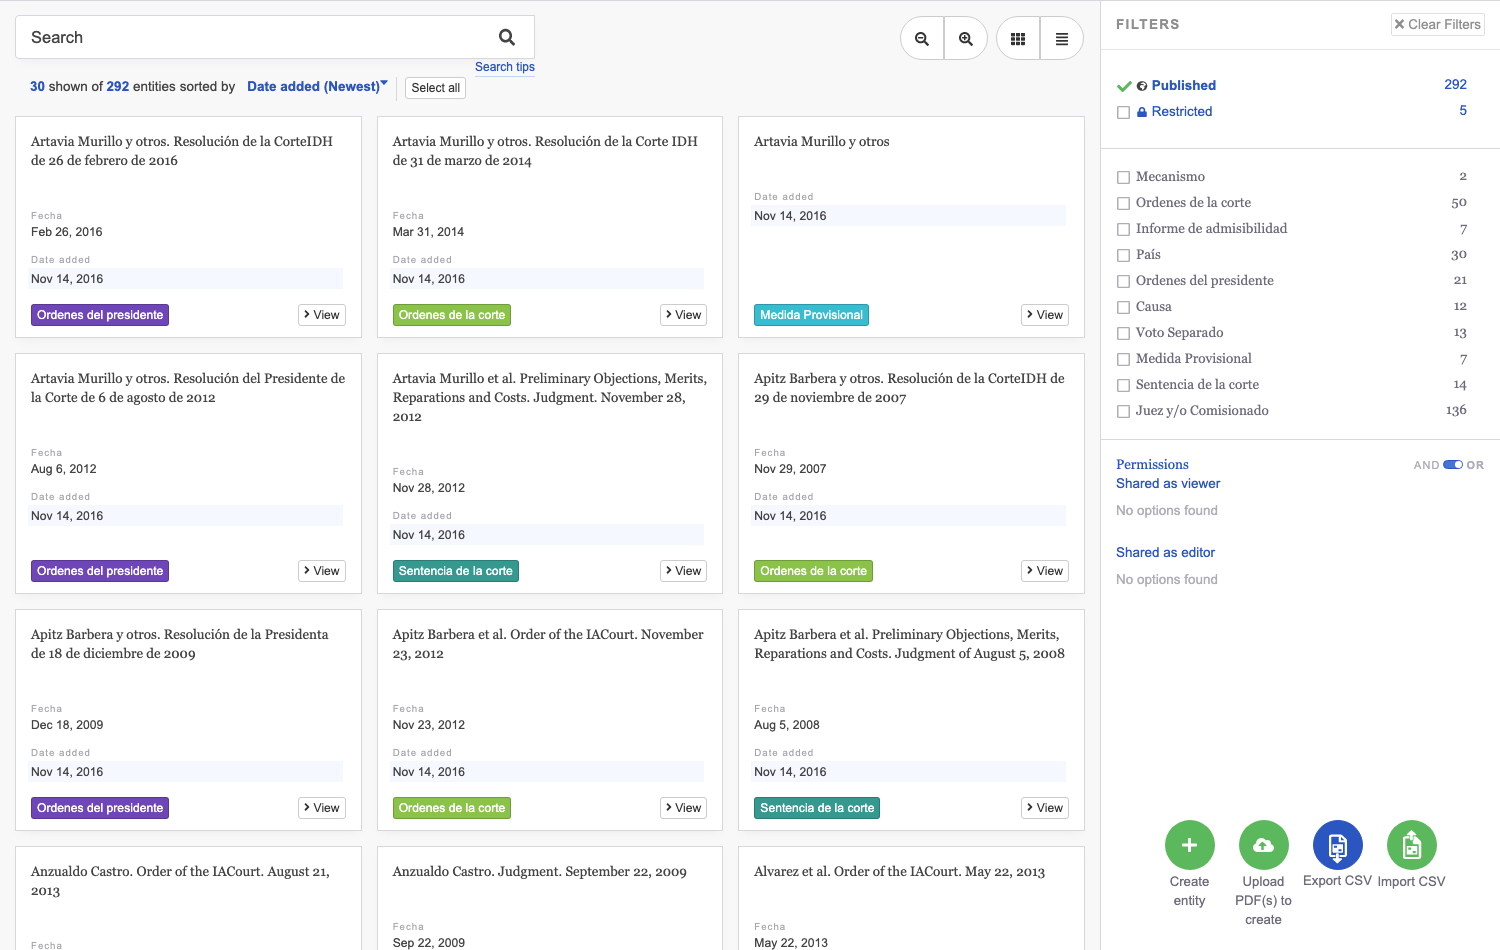 Search
Search tips
30 shown of 292 entities sorted by Date added (Newest)
Select all
Artavia Murillo y otros. Resolución de la CorteIDH
de 26 de febrero de 2016
Fecha
Feb 26, 2016
Date added
Nov 14, 2016
Ordenes del presidente
View
Artavia Murillo y otros. Resolución de la Corte IDH
de 31 de marzo de 2014
Fecha
Mar 31, 2014
Date added
Nov 14, 2016
Ordenes de la corte
View
Artavia Murillo y otros
Date added
Nov 14, 2016
Medida Provisional
View
Artavia Murillo y otros. Resolución del Presidente de
la Corte de 6 de agosto de 2012
Fecha
Aug 6, 2012
Date added
Nov 14, 2016
Ordenes del presidente
View
Artavia Murillo et al. Preliminary Objections, Merits,
Reparations and Costs. Judgment. November 28,
2012
Fecha
Nov 28, 2012
Date added
Nov 14, 2016
Sentencia de la corte
View
Apitz Barbera y otros. Resolución de la CorteIDH de
29 de noviembre de 2007
Fecha
Nov 29, 2007
Date added
Nov 14, 2016
Ordenes de la corte
View
Apitz Barbera y otros. Resolución de la Presidenta
de 18 de diciembre de 2009
Fecha
Dec 18, 2009
Date added
Nov 14, 2016
Ordenes del presidente
View
Apitz Barbera et al. Order of the IACourt. November
23, 2012
Fecha
Nov 23, 2012
Date added
Nov 14, 2016
Ordenes de la corte
View
Apitz Barbera et al. Preliminary Objections, Merits,
Reparations and Costs. Judgment of August 5, 2008
Fecha
Aug 5, 2008
Date added
Nov 14, 2016
Sentencia de la corte
View
Anzualdo Castro. Order of the IACourt. August 21,
2013
Fecha
Anzualdo Castro. Judgment. September 22, 2009
Fecha
Sep 22, 2009
Alvarez et al. Order of the IACourt. May 22, 2013
Fecha
May 22, 2013
FILTERS
Clear Filters
Published 292
Restricted 5
Mecanismo 2
Ordenes de la corte 50
Informe de admisibilidad 7
País 30
Ordenes del presidente 21
Causa 12
Voto Separado 13
Medida Provisional 7
Sentencia de la corte 14
Juez y/o Comisionado 136
Permissions AND OR
Shared as viewer
No options found
Shared as editor
No options found
Create
entity
Upload
PDF(s) to
create
Export CSV
Import CSV